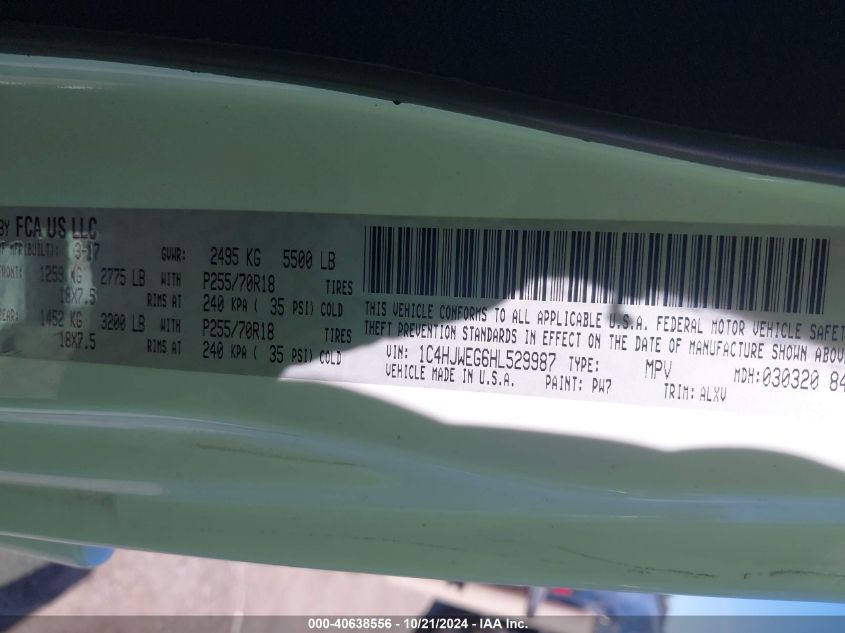 BY FCA US LLC
OF MFR(BUILT): 3-17 GVWR: 2495 KG 5500 LB
FRONT: 1259 KG 2775 LB WITH P255/70R18 TIRES
18X7.5 RIMS AT 240 KPA ( 35 PSI) COLD
REAR: 1452 KG 3200 LB WITH P255/70R18 TIRES
18X7.5 RIMS AT 240 KPA ( 35 PSI) COLD
THIS VEHICLE CONFORMS TO ALL APPLICABLE U.S.A. FEDERAL MOTOR VEHICLE SAFET
THEFT PREVENTION STANDARDS IN EFFECT ON THE DATE OF MANUFACTURE SHOWN ABOV
VIN: 1C4HJWEG6HL529987 TYPE: MPV MDH:030320 84
VEHICLE MADE IN U.S.A. PAINT: PW7 TRIM: ALXV
000-40638556 - 10/21/2024 - IAA Inc.